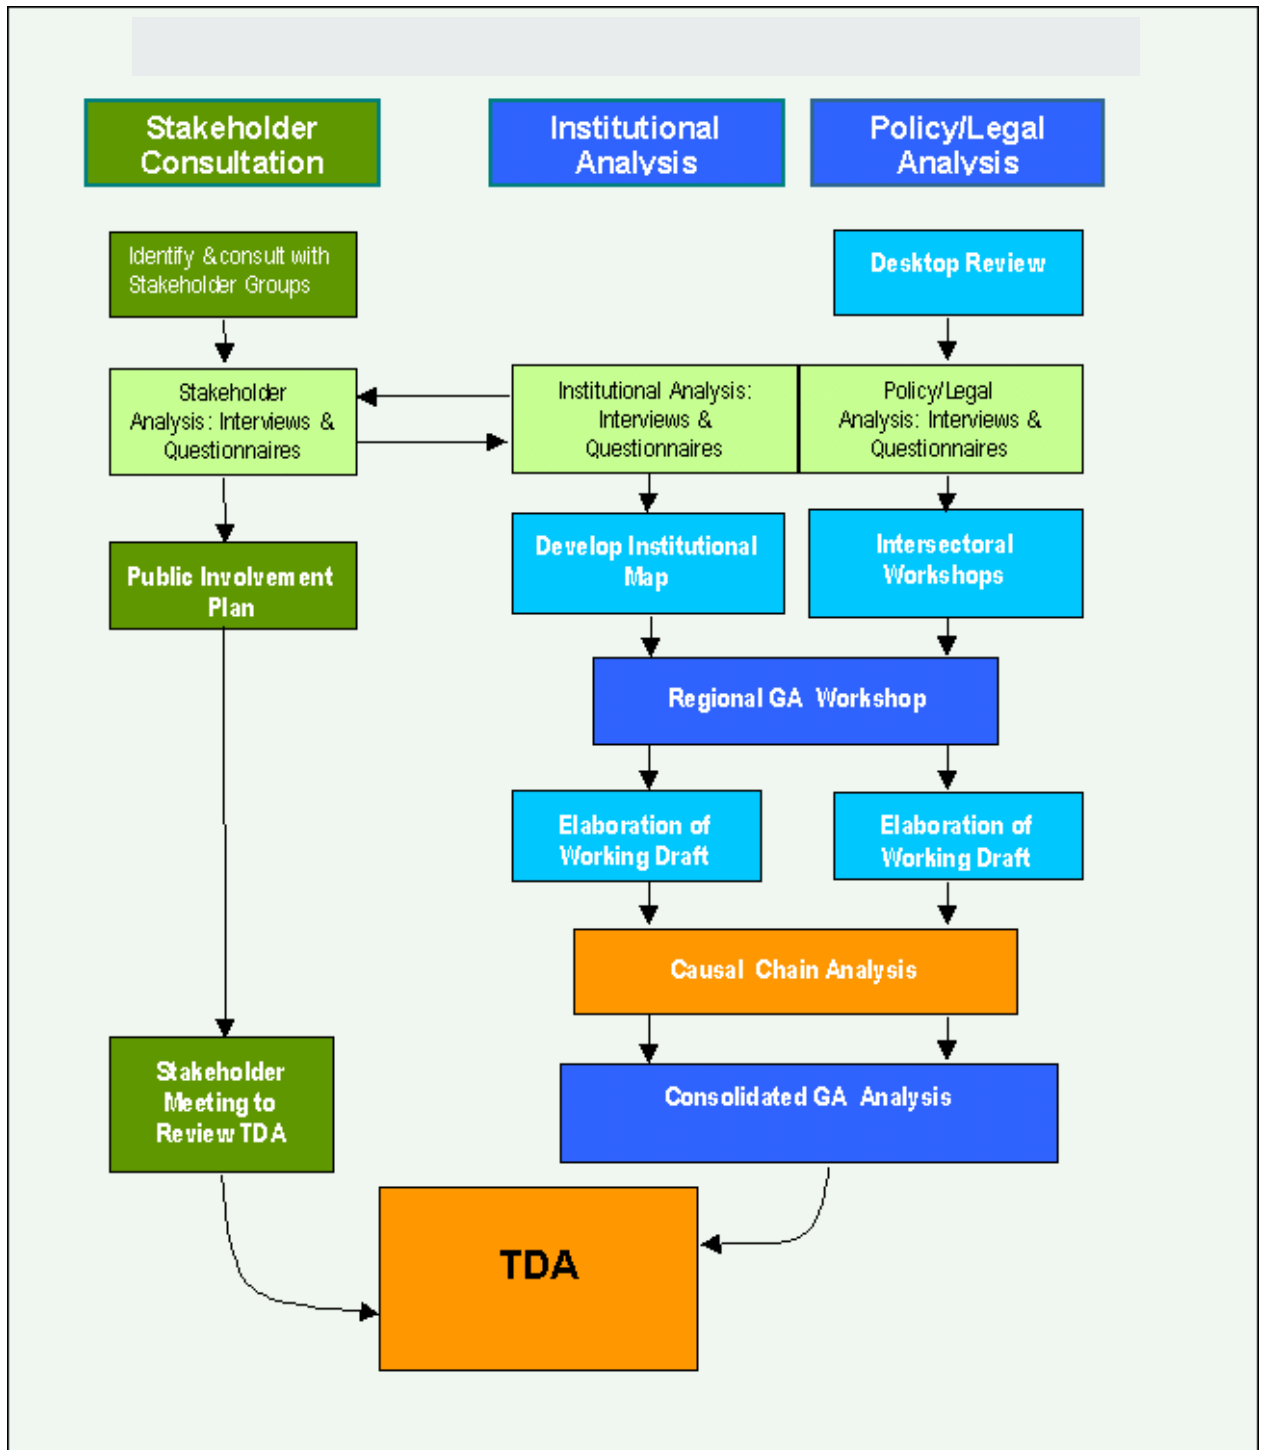 Stakeholder
Consultation
Institutional
Analysis
Policy/Legal
Analysis
Identify & consult with
Stakeholder Groups
Desktop Review
Stakeholder
Analysis: Interviews &
Questionnaires
Institutional Analysis:
Interviews &
Questionnaires
Policy/Legal
Analysis: Interviews &
Questionnaires
Public Involvement
Plan
Develop Institutional
Map
Intersectoral
Workshops
Regional GA Workshop
Elaboration of
Working Draft
Elaboration of
Working Draft
Causal Chain Analysis
Stakeholder
Meeting to
Review TDA
Consolidated GA Analysis
TDA